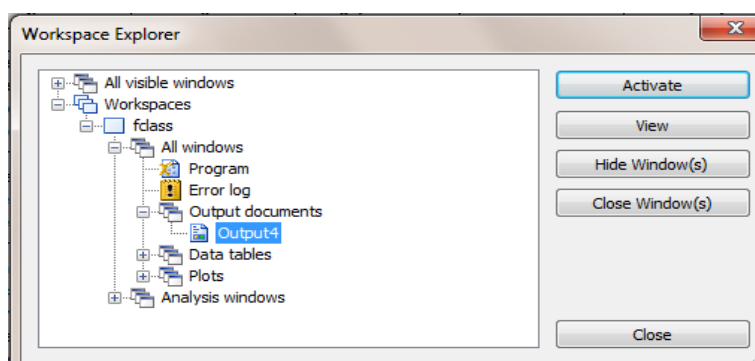 Workspace Explorer
All visible windows
Workspaces
fclass
All windows
Program
Error log
Output documents
Output4
Data tables
Plots
Analysis windows
Activate
View
Hide Window(s)
Close Window(s)
Close